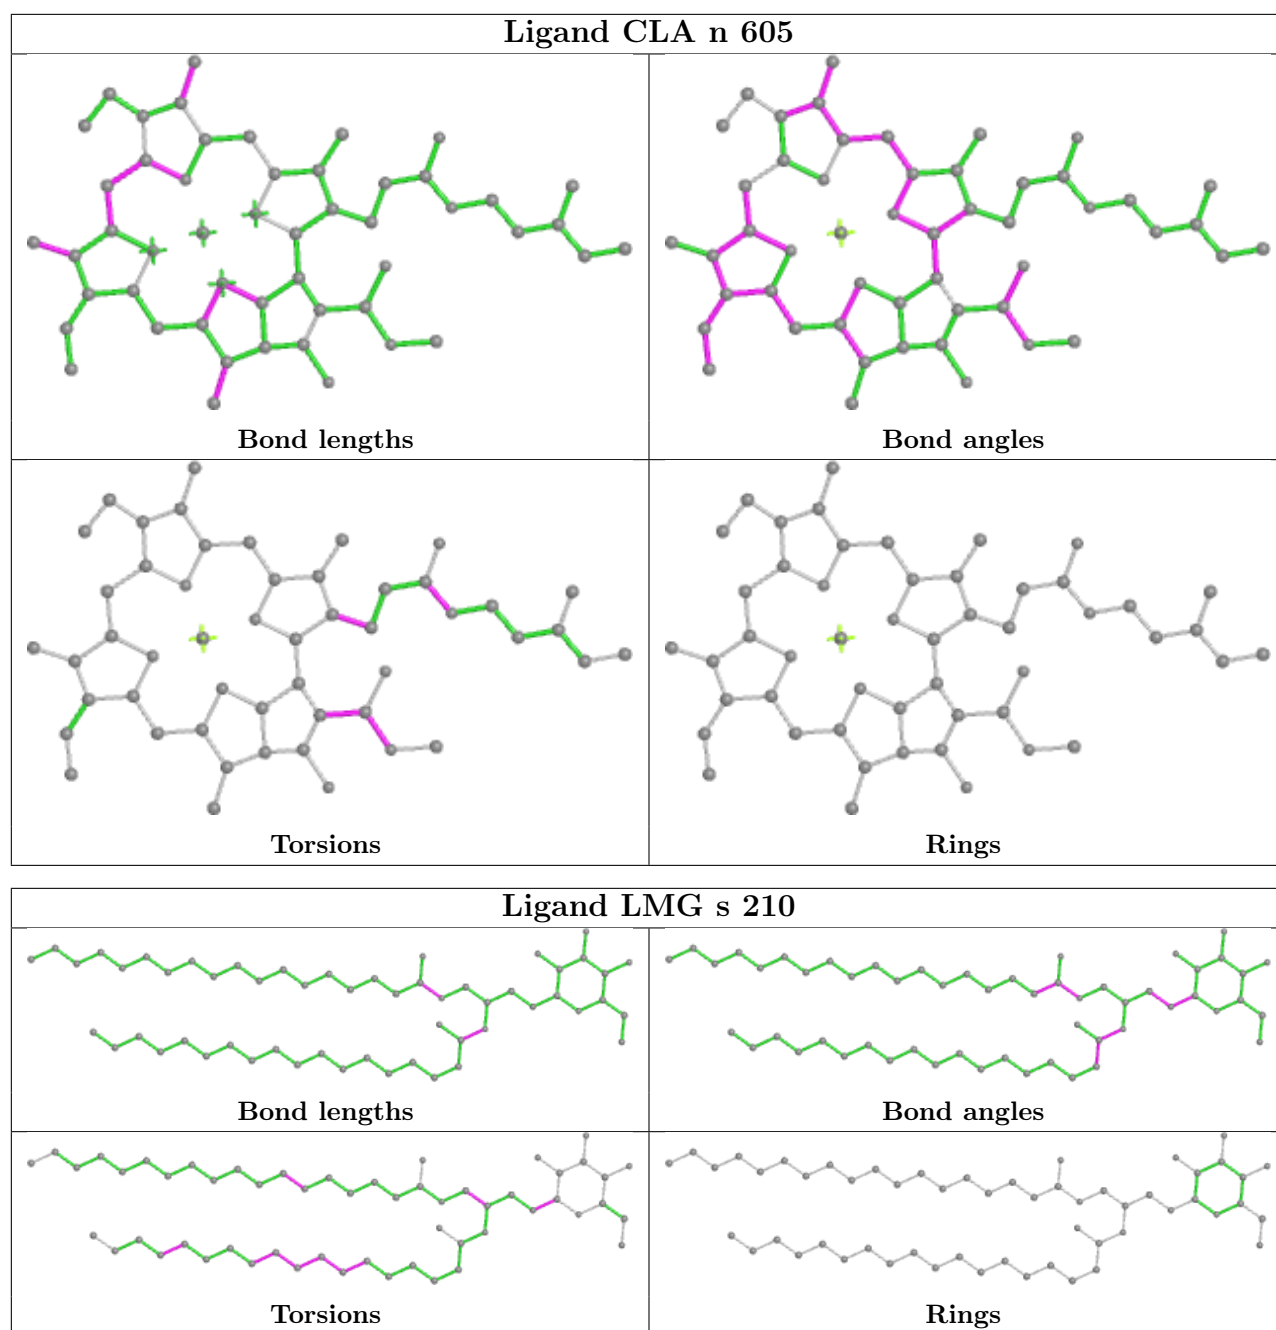 Ligand CLA n 605
Bond lengths
Bond angles
Torsions
Rings
Ligand LMG s 210
Bond lengths
Bond angles
Torsions
Rings